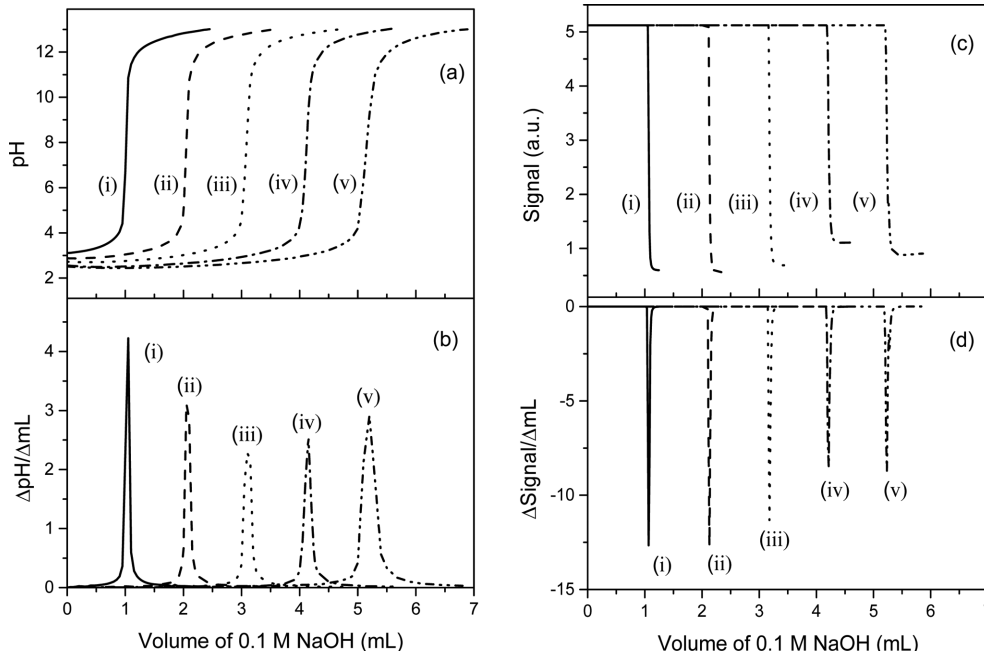 12
10
8
6
4
2
pH
(a)
(i)
(ii)
(iii)
(iv)
(v)
4
3
2
1
0
ΔpH/ΔmL
(b)
(i)
(ii)
(iii)
(iv)
(v)
0 1 2 3 4 5 6 7
Volume of 0.1 M NaOH (mL)
5
4
3
2
1
0
Signal (a.u.)
(c)
(i)
(ii)
(iii)
(iv)
(v)
0
-5
-10
-15
ΔSignal/ΔmL
(d)
(i)
(ii)
(iii)
(iv)
(v)
0 1 2 3 4 5 6 7
Volume of 0.1 M NaOH (mL)